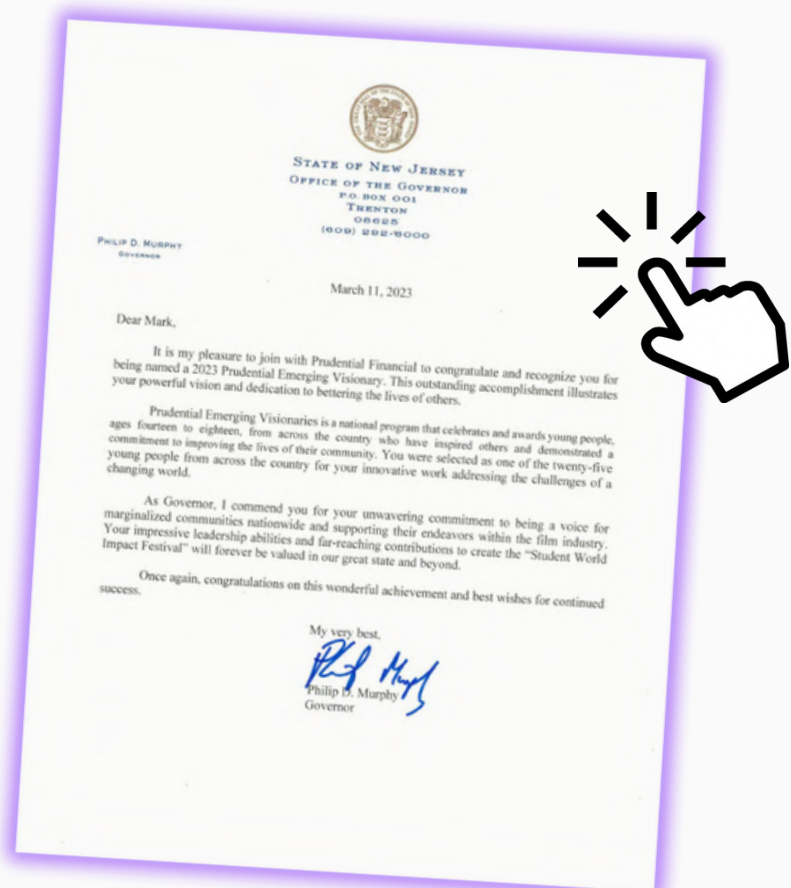 STATE OF NEW JERSEY
OFFICE OF THE GOVERNOR
P.O. BOX 001
TRENTON
08625
(609) 292-6000
PHILIP D. MURPHY
GOVERNOR
March 11, 2023
Dear Mark,
It is my pleasure to join with Prudential Financial to congratulate and recognize you for
being named a 2023 Prudential Emerging Visionary. This outstanding accomplishment illustrates
your powerful vision and dedication to bettering the lives of others.
Prudential Emerging Visionaries is a national program that celebrates and awards young people,
ages fourteen to eighteen, from across the country who have inspired others and demonstrated a
commitment to improving the lives of their community. You were selected as one of the twenty-five
young people from across the country for your innovative work addressing the challenges of a
changing world.
As Governor, I commend you for your unwavering commitment to being a voice for
marginalized communities nationwide and supporting their endeavors within the film industry.
Your impressive leadership abilities and far-reaching contributions to create the “Student World
Impact Festival” will forever be valued in our great state and beyond.
Once again, congratulations on this wonderful achievement and best wishes for continued
success.
My very best,
Philip D. Murphy
Governor